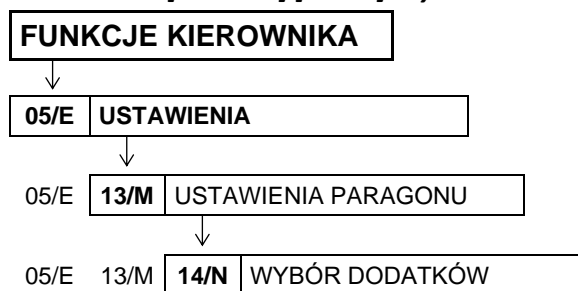 FUNKCJE KIEROWNIKA
05/E USTAWIENIA
05/E 13/M USTAWIENIA PARAGONU
05/E 13/M 14/N WYBÓR DODATKÓW